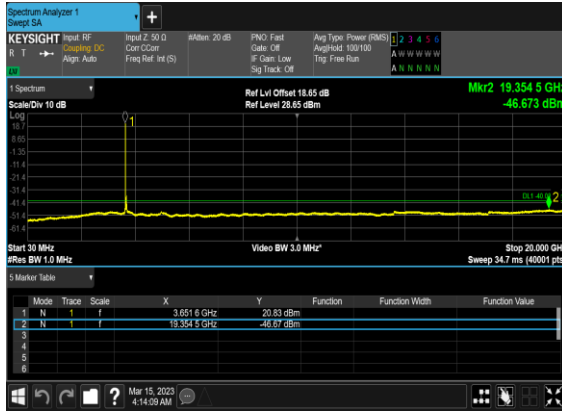 Spectrum Analyzer 1
Swept SA
KEYSIGHT Input: RF Input Z: 50 Ω #Atten: 20 dB PNO: Fast Avg Type: Power (RMS) 1 2 3 4 5 6
R T Coupling: DC Corr CCorr Gate: Off Avg|Hold: 100/100 A W W W W W
Align: Auto Freq Ref: Int (S) IF Gain: Low Trig: Free Run
LU Sig Track: Off A N N N N N
1 Spectrum Ref Lvl Offset 18.65 dB Mkr2 19.354 5 GHz
Scale/Div 10 dB Ref Level 28.65 dBm -46.673 dBm
Log
18.7
8.65
-1.35
-11.4
-21.4
-31.4
-41.4
-51.4
-61.4
1
2
Start 30 MHz Video BW 3.0 MHz* Stop 20.000 GH
#Res BW 1.0 MHz Sweep 34.7 ms (40001 pts
5 Marker Table
Mode Trace Scale X Y Function Function Width Function Value
1 N 1 f 3.651 6 GHz 20.83 dBm
2 N 1 f 19.354 5 GHz -46.67 dBm
3
4
5
6
? Mar 15, 2023
4:14:09 AM